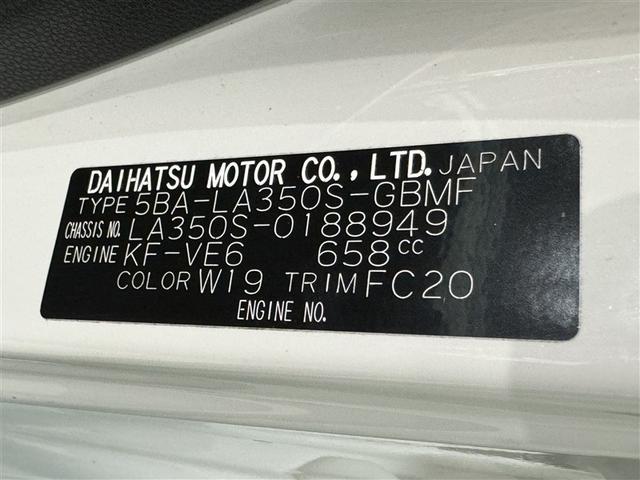 DAIHATSU MOTOR CO., LTD. JAPAN
TYPE 5BA-LA350S-GBMF
CHASSIS NO. LA350S-0188949
ENGINE KF-VE6 658cc
COLOR W19 TRIM FC20
ENGINE NO.